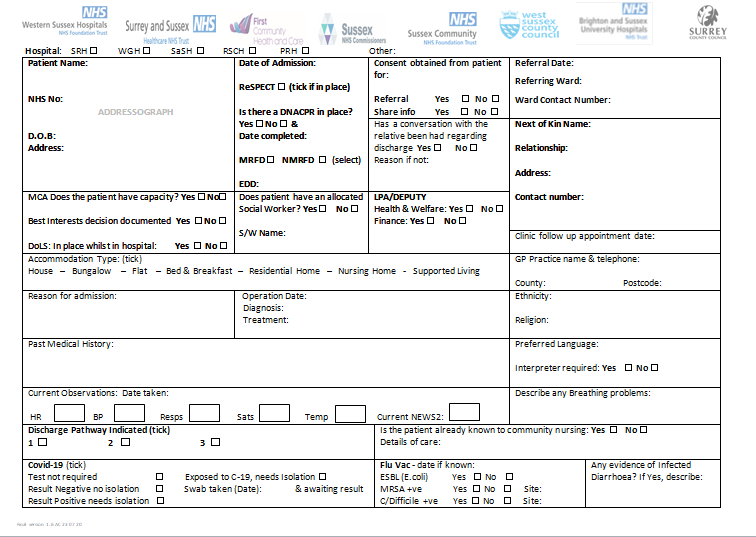 NHS
Western Sussex Hospitals
NHS Foundation Trust
Surrey and Sussex NHS
Healthcare NHS Trust
First
Community
Health and Care
NHS
Sussex
NHS Commissioners
NHS
Sussex Community
NHS Foundation Trust
west
sussex
county
council
NHS
Brighton and Sussex
University Hospitals
NHS Trust
SURREY
COUNTY COUNCIL
Hospital: SRH ☐ WGH ☐ SaSH ☐ RSCH ☐ PRH ☐ Other:
Patient Name:
NHS No:
ADDRESSOGRAPH
D.O.B:
Address:
Date of Admission:
ReSPECT ☐ (tick if in place)
Is there a DNACPR in place?
Yes ☐ No ☐ &
Date completed:
MRFD ☐ NMRFD ☐ (select)
EDD:
Consent obtained from patient
for:
Referral Yes ☐ No ☐
Share info Yes ☐ No ☐
Has a conversation with the
relative been had regarding
discharge Yes ☐ No ☐
Reason if not:
Referral Date:
Referring Ward:
Ward Contact Number:
Next of Kin Name:
Relationship:
Address:
Contact number:
MCA Does the patient have capacity? Yes ☐ No ☐
Best Interests decision documented Yes ☐ No ☐
DoLS: In place whilst in hospital: Yes ☐ No ☐
Does patient have an allocated
Social Worker? Yes ☐ No ☐
S/W Name:
LPA/DEPUTY
Health & Welfare: Yes ☐ No ☐
Finance: Yes ☐ No ☐
Clinic follow up appointment date:
Accommodation Type: (tick)
House – Bungalow – Flat – Bed & Breakfast – Residential Home – Nursing Home - Supported Living
GP Practice name & telephone:
County: Postcode:
Reason for admission:
Operation Date:
Diagnosis:
Treatment:
Ethnicity:
Religion:
Past Medical History:
Preferred Language:
Interpreter required: Yes ☐ No ☐
Current Observations: Date taken:
HR BP Resps Sats Temp Current NEWS2:
Describe any Breathing problems:
Discharge Pathway Indicated (tick)
1 ☐ 2 ☐ 3 ☐
Is the patient already known to community nursing: Yes ☐ No ☐
Details of care:
Covid-19 (tick)
Test not required ☐ Exposed to C-19, needs Isolation ☐
Result Negative no isolation ☐ Swab taken (Date): & awaiting result
Result Positive needs isolation ☐
Flu Vac - date if known:
ESBL (E.coli) Yes ☐ No ☐
MRSA +ve Yes ☐ No ☐ Site:
C/Difficile +ve Yes ☐ No ☐ Site:
Any evidence of Infected
Diarrhoea? If Yes, describe: